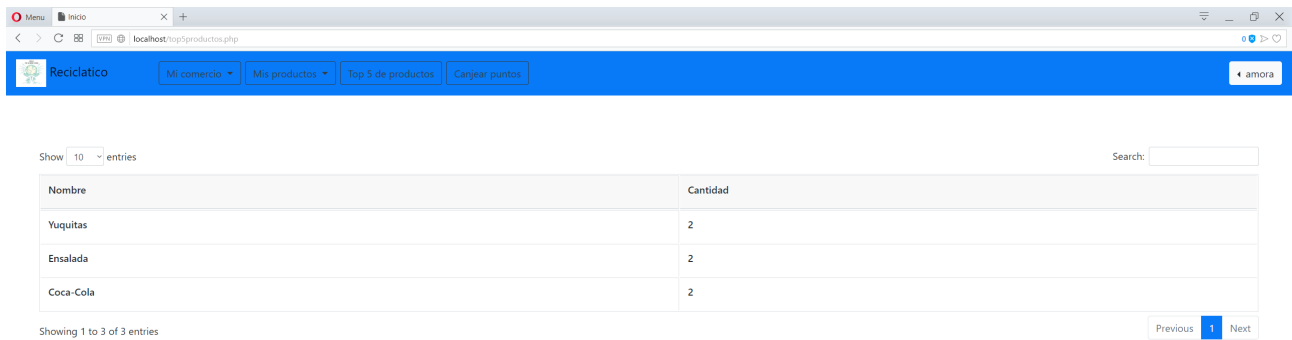 Menu Inicio
VPN localhost/top5productos.php 0
Reciclatico Mi comercio Mis productos Top 5 de productos Canjear puntos amora
Show 10 entries Search:
Nombre Cantidad
Yuquitas 2
Ensalada 2
Coca-Cola 2
Showing 1 to 3 of 3 entries
Previous 1 Next